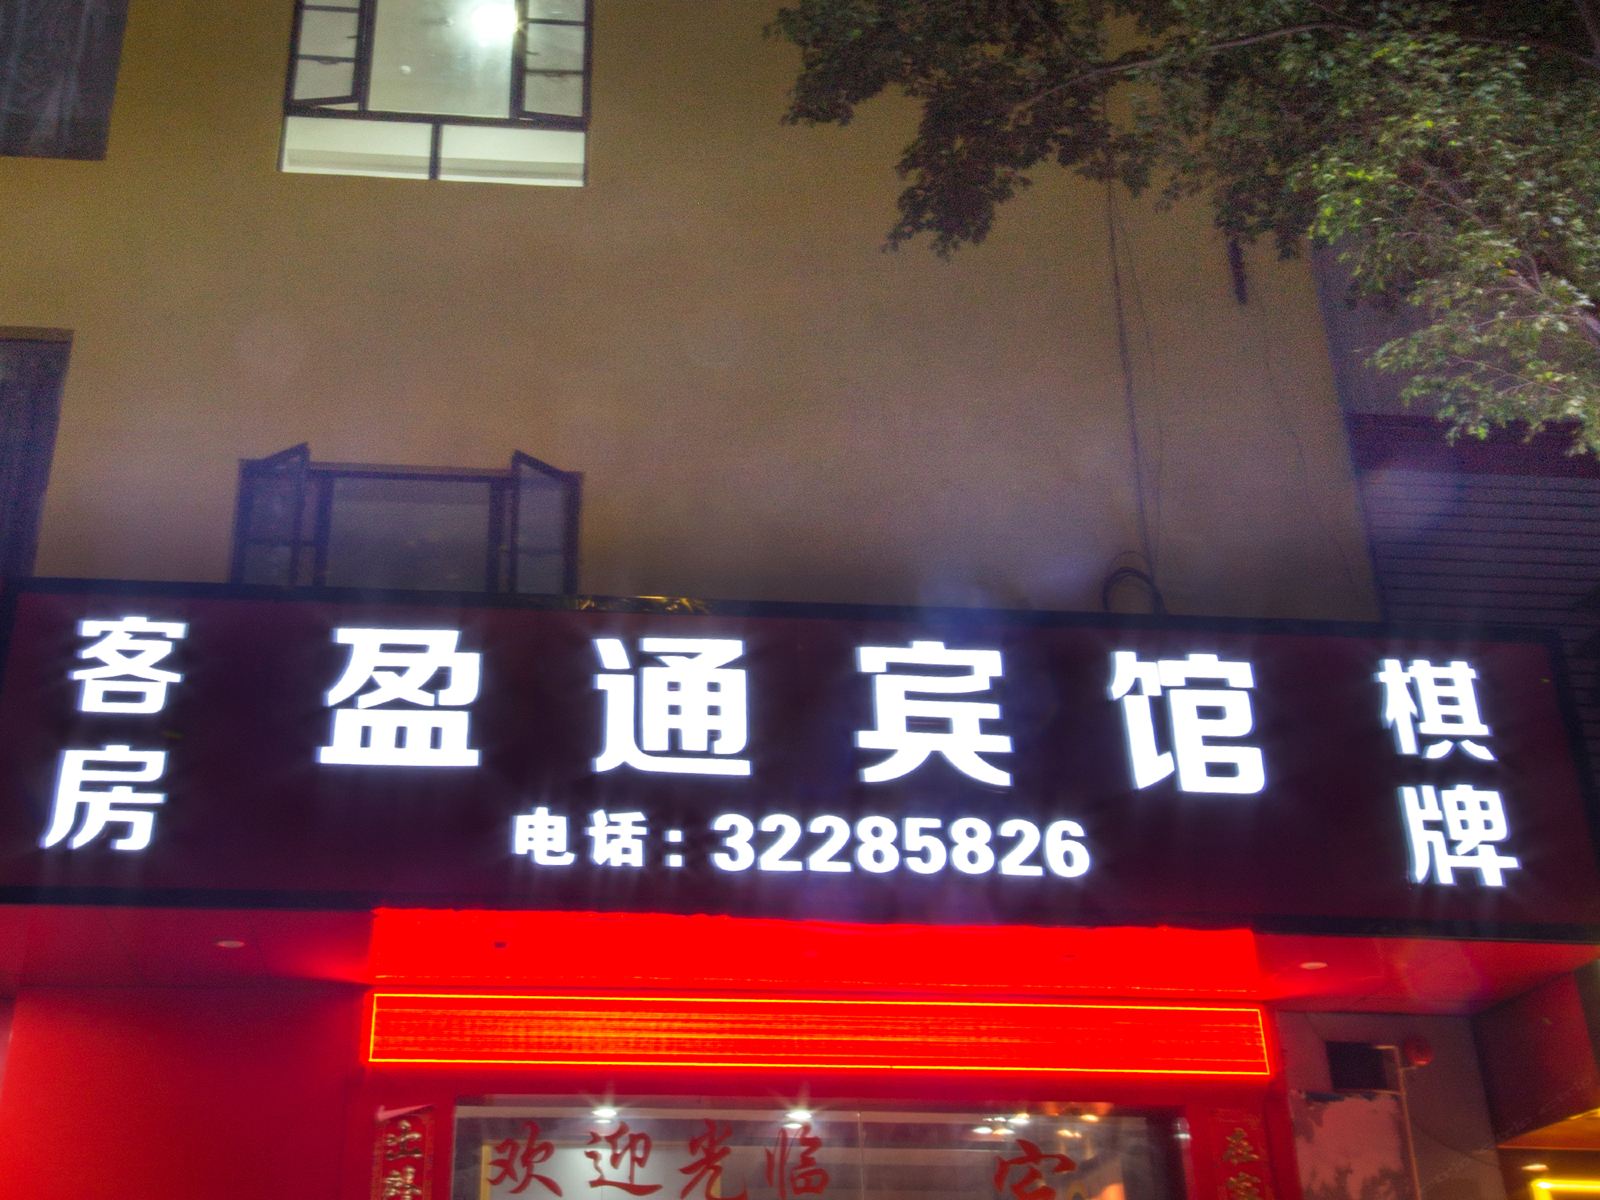 客房
盈通宾馆
棋牌
电话：32285826
欢迎光临